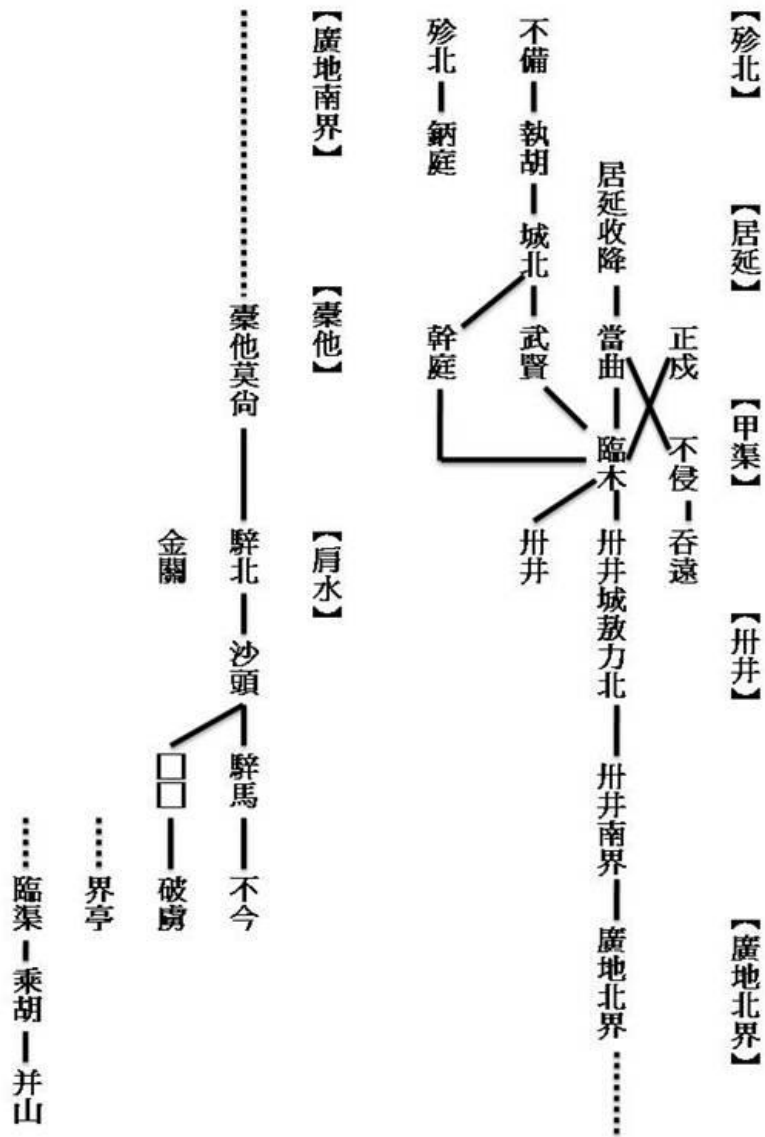 【殄北】
【居延】
【甲渠】
【卅井】
【廣地北界】
正戍
不侵
吞遠
居延收降
當曲
臨木
卅井城敖力北
卅井南界
廣地北界
不備
執胡
城北
武賢
卅井
殄北
鈵庭
幹庭
【廣地南界】
【橐他】
【肩水】
橐他莫尙
騂北
沙頭
騂馬
不今
金關
□□
破虜
界亭
臨渠
乘胡
并山